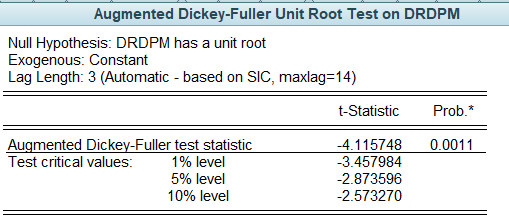 Augmented Dickey-Fuller Unit Root Test on DRDPM
Null Hypothesis: DRDPM has a unit root
Exogenous: Constant
Lag Length: 3 (Automatic - based on SIC, maxlag=14)
t-Statistic Prob.*
Augmented Dickey-Fuller test statistic -4.115748 0.0011
Test critical values: 1% level -3.457984
5% level -2.873596
10% level -2.573270